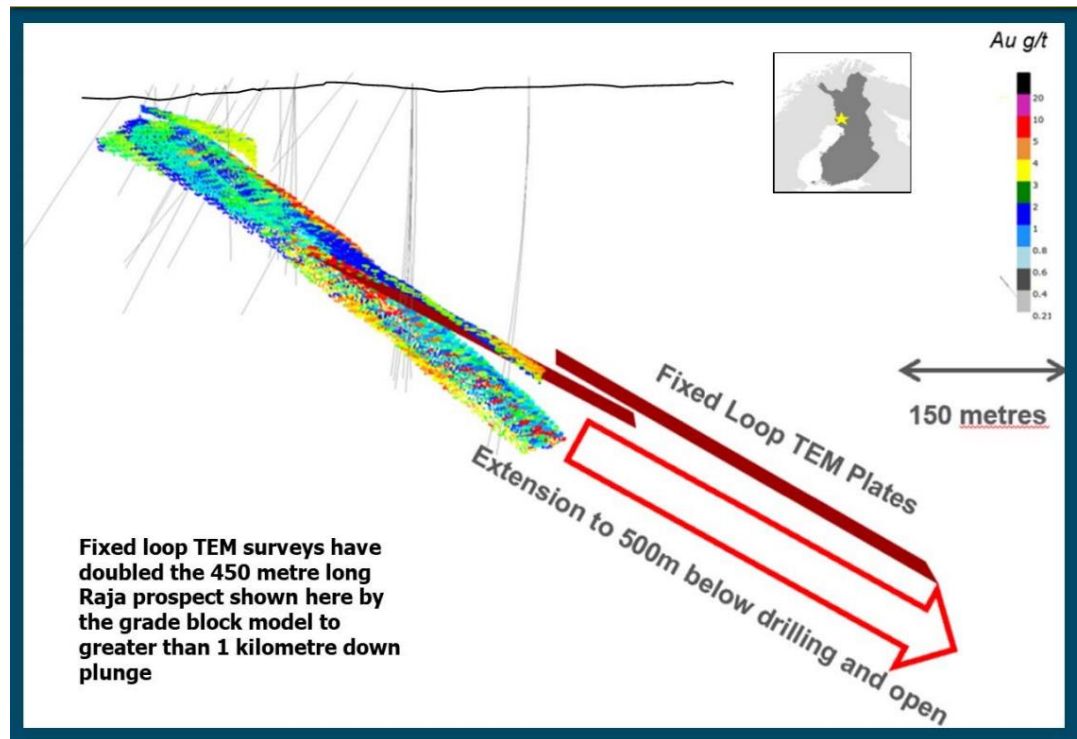 Au g/t
20
10
5
4
3
2
1
0.8
0.6
0.4
0.21
150 metres
Fixed Loop TEM Plates
Extension to 500m below drilling and open
Fixed loop TEM surveys have
doubled the 450 metre long
Raja prospect shown here by
the grade block model to
greater than 1 kilometre down
plunge